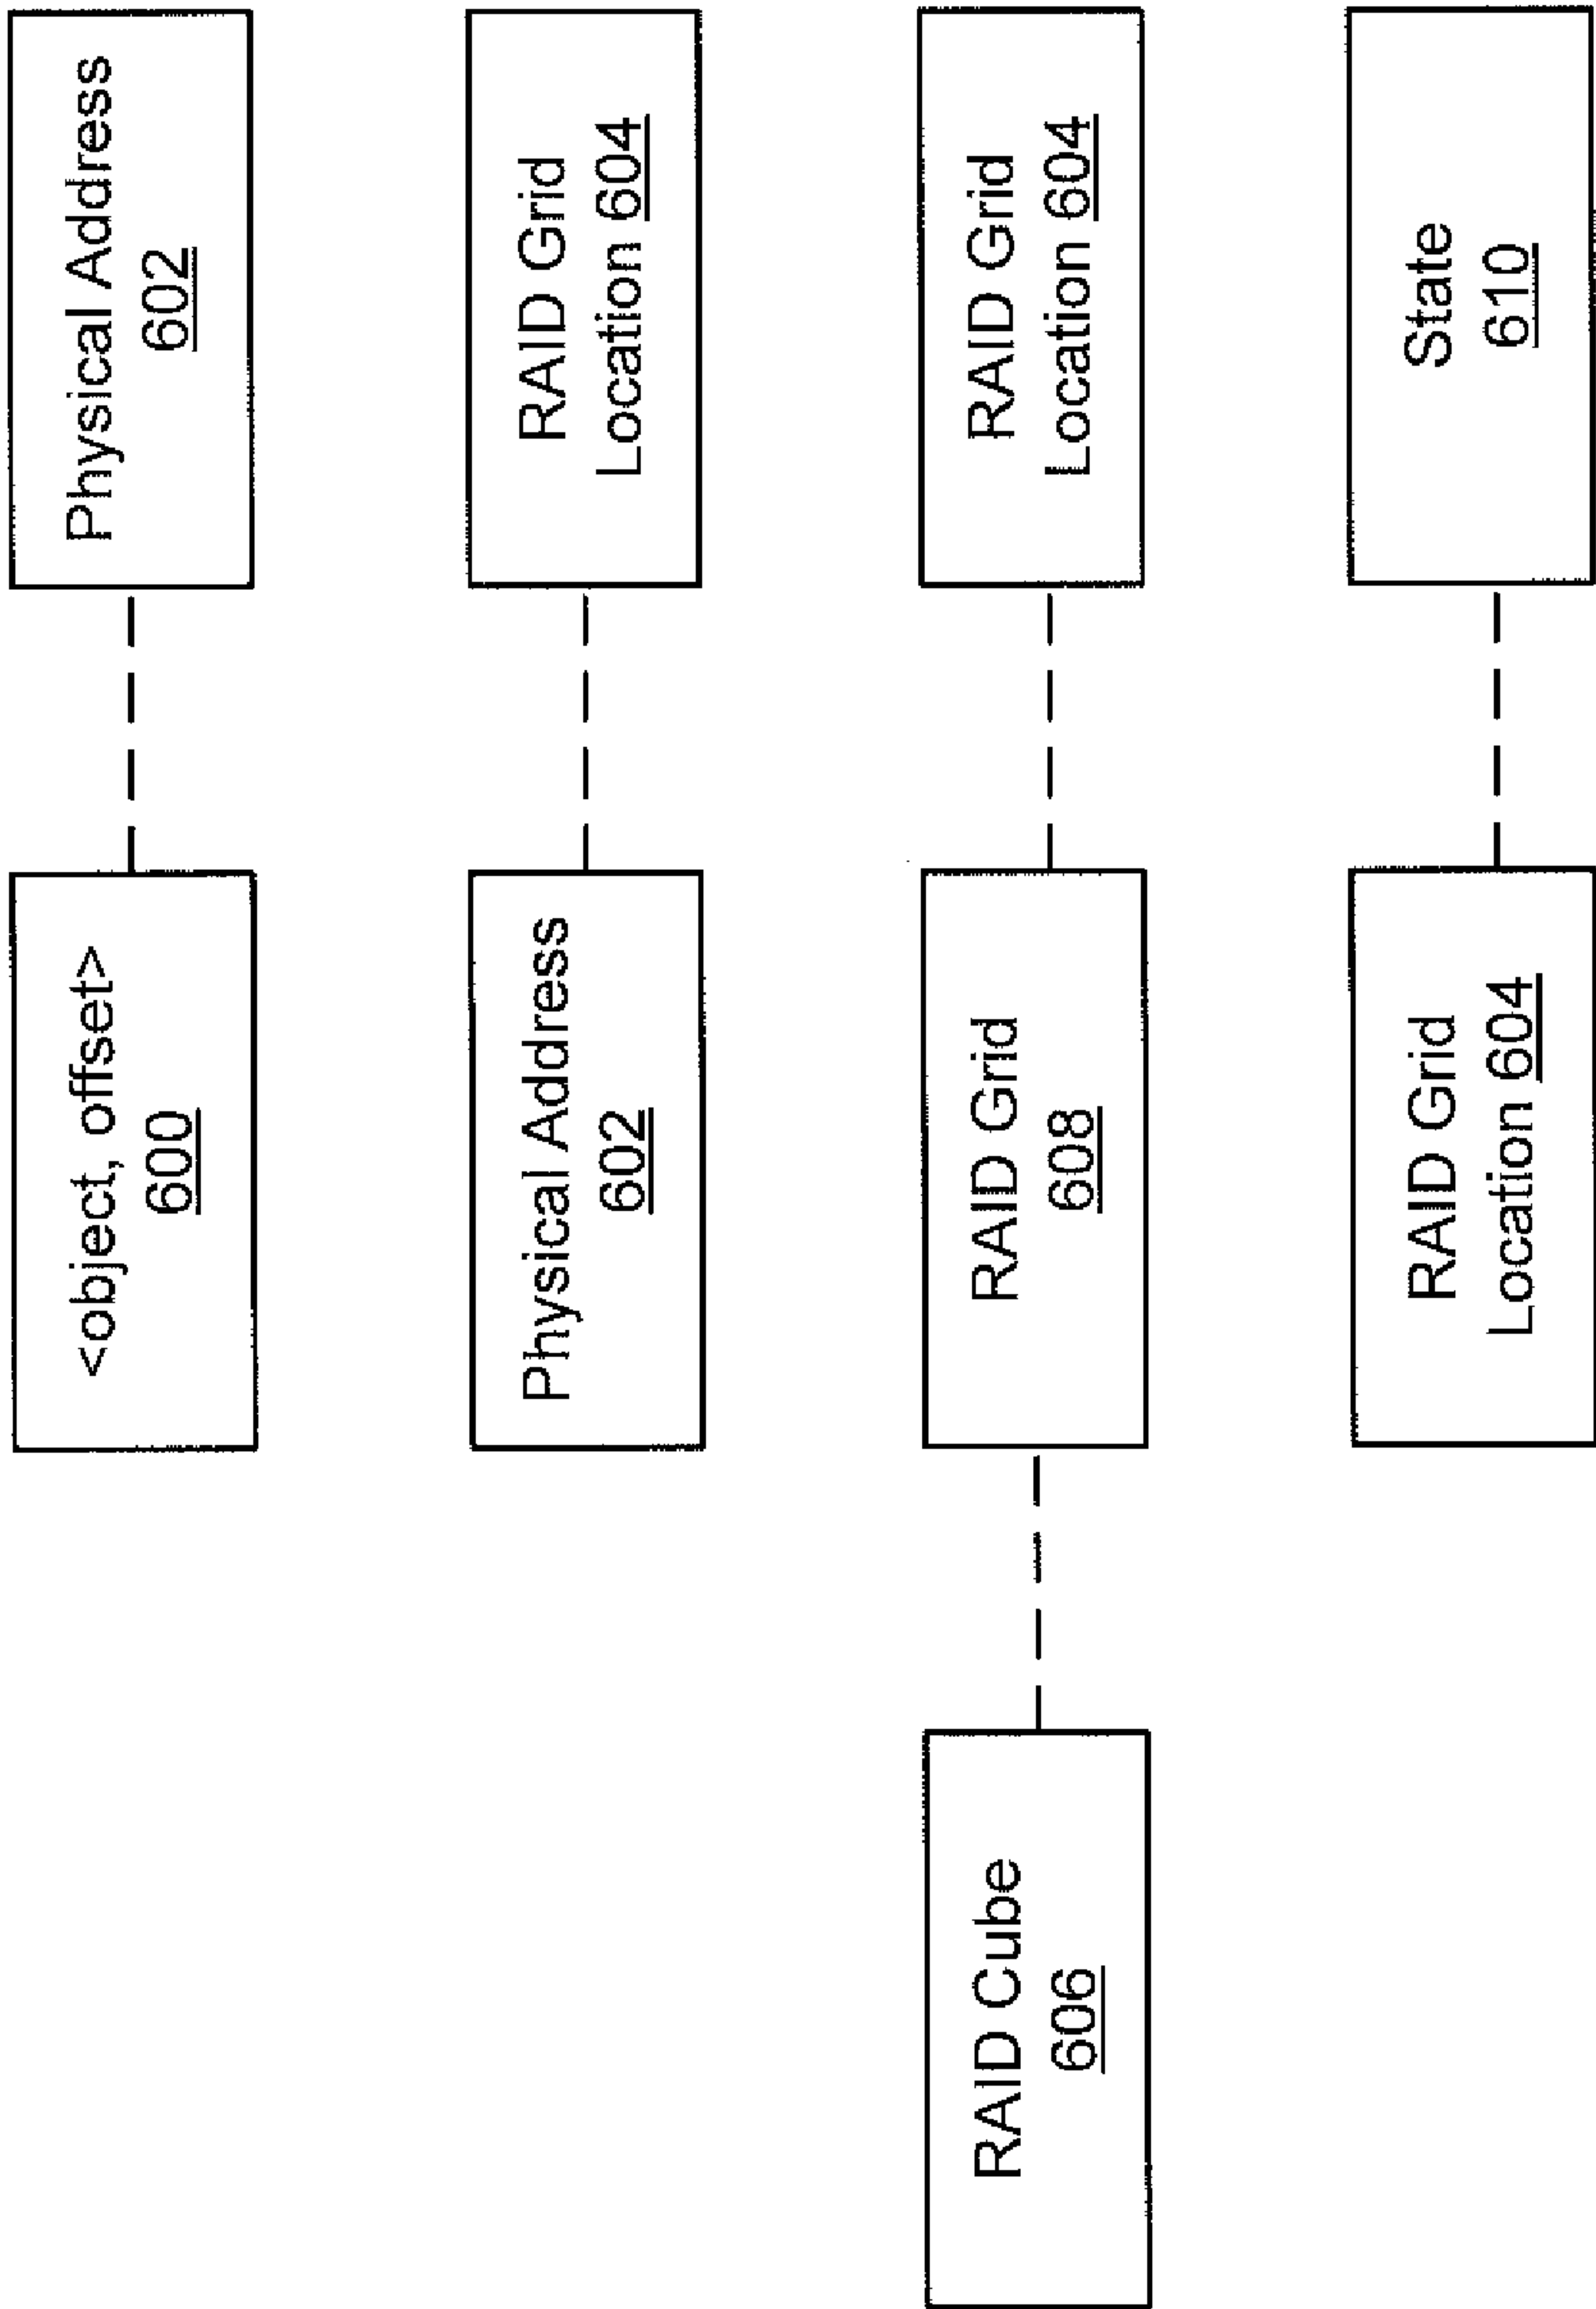 <object, offset>
600
Physical Address
602
Physical Address
602
RAID Grid
Location 604
RAID Cube
606
RAID Grid
608
RAID Grid
Location 604
RAID Grid
Location 604
State
610